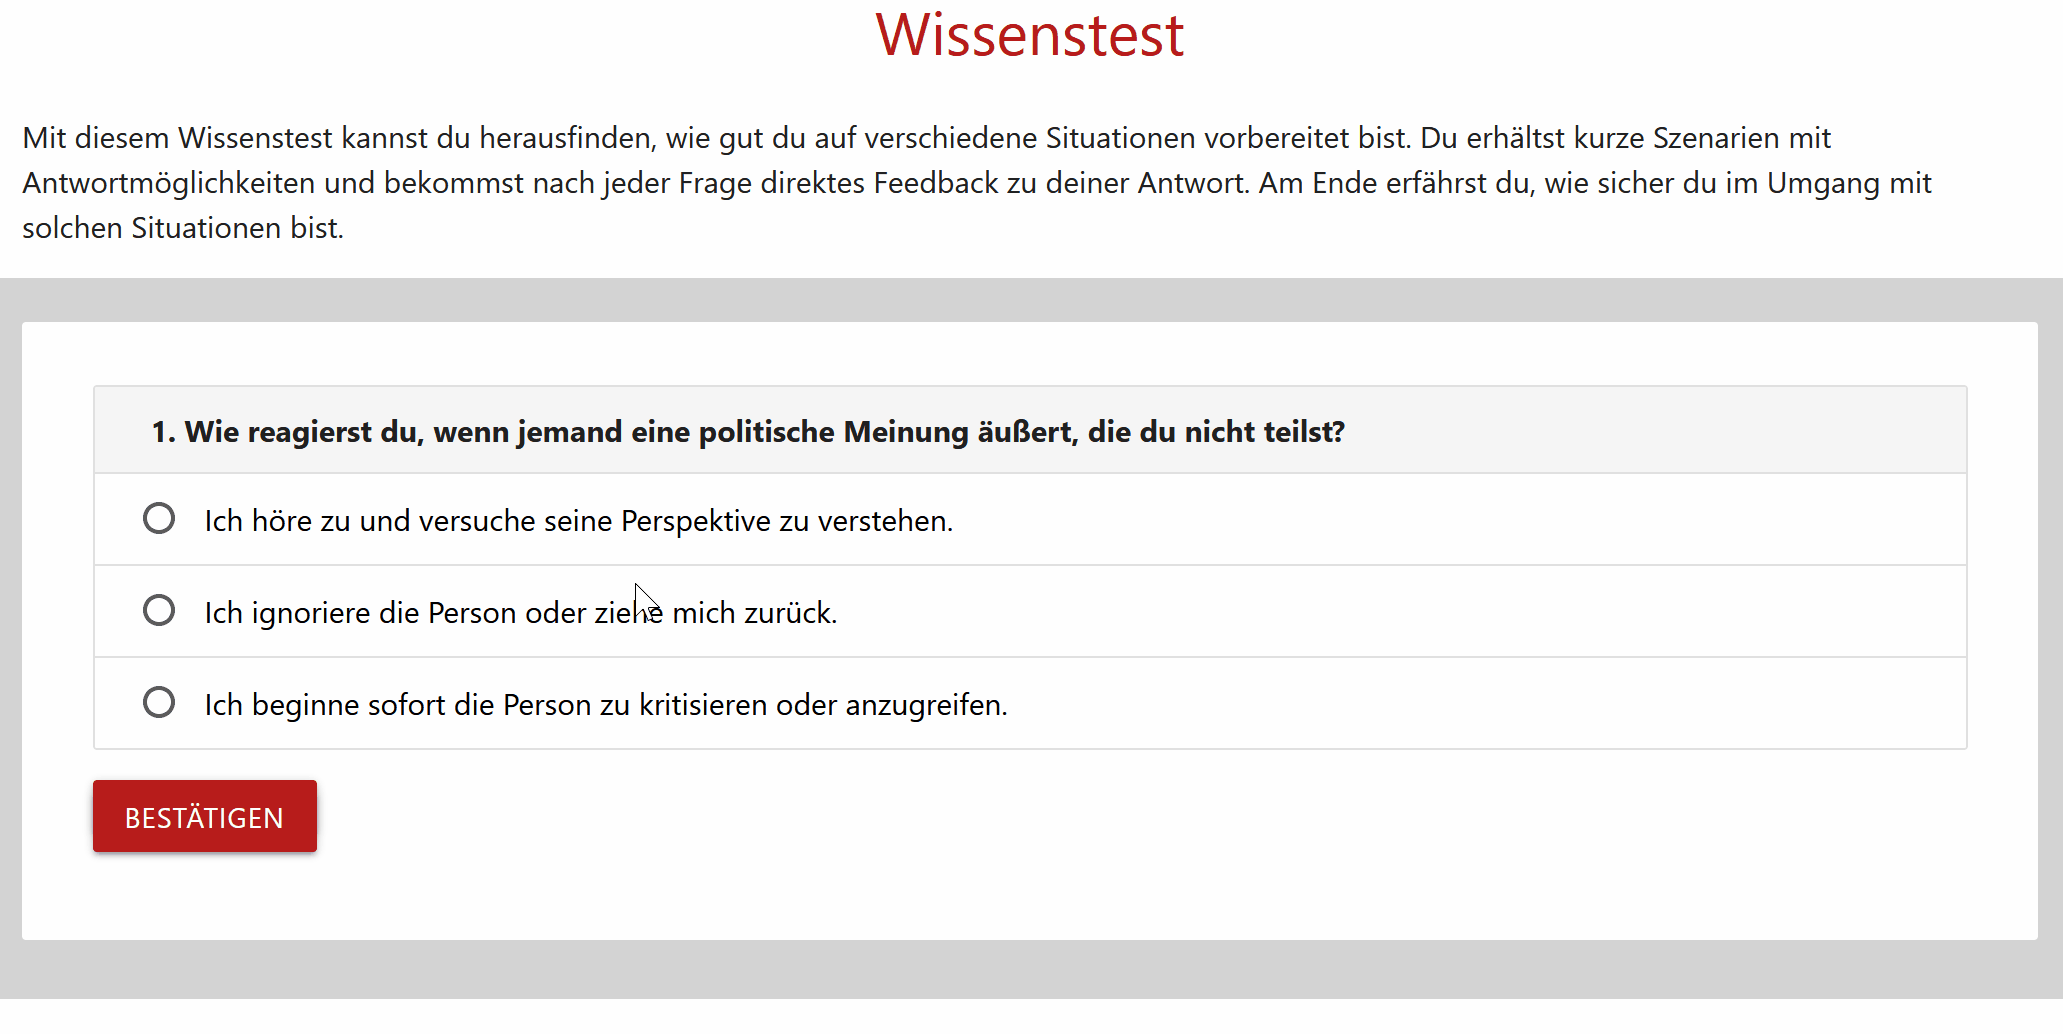 Wissenstest
Mit diesem Wissenstest kannst du herausfinden, wie gut du auf verschiedene Situationen vorbereitet bist. Du erhältst kurze Szenarien mit
Antwortmöglichkeiten und bekommst nach jeder Frage direktes Feedback zu deiner Antwort. Am Ende erfährst du, wie sicher du im Umgang mit
solchen Situationen bist.
1. Wie reagierst du, wenn jemand eine politische Meinung äußert, die du nicht teilst?
Ich höre zu und versuche seine Perspektive zu verstehen.
Ich ignoriere die Person oder ziehe mich zurück.
Ich beginne sofort die Person zu kritisieren oder anzugreifen.
BESTÄTIGEN